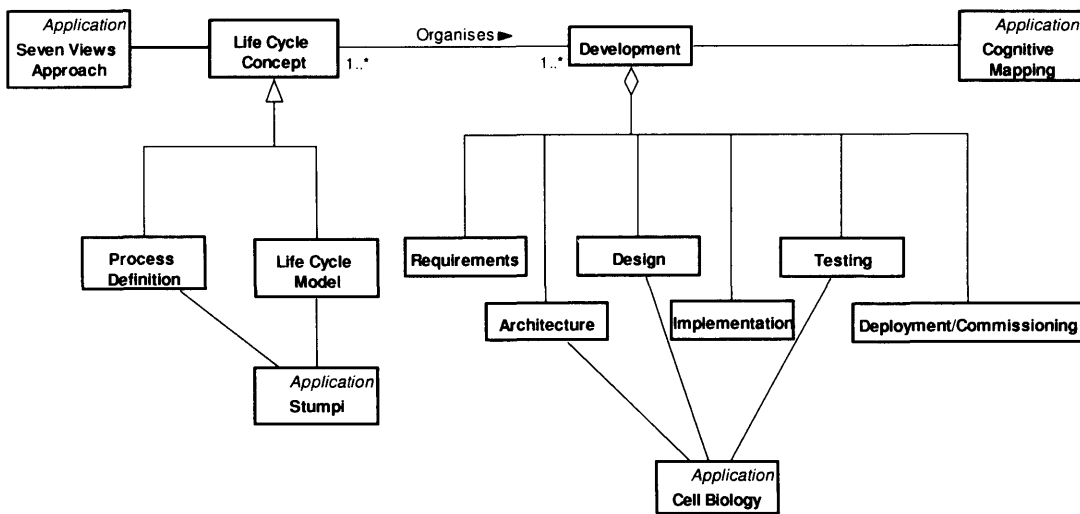 Application
Seven Views
Approach
Life Cycle
Concept
Organises
1..*
1..*
Development
Application
Cognitive
Mapping
Process
Definition
Life Cycle
Model
Requirements
Design
Testing
Architecture
Implementation
Deployment/Commissioning
Application
Stumpi
Application
Cell Biology